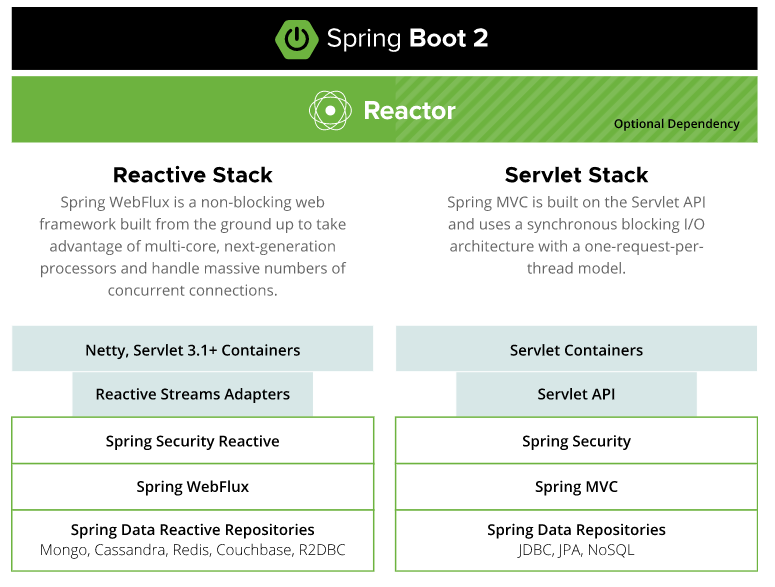 Spring Boot 2
Reactor
Optional Dependency
Reactive Stack
Spring WebFlux is a non-blocking web
framework built from the ground up to take
advantage of multi-core, next-generation
processors and handle massive numbers of
concurrent connections.
Netty, Servlet 3.1+ Containers
Reactive Streams Adapters
Spring Security Reactive
Spring WebFlux
Spring Data Reactive Repositories
Mongo, Cassandra, Redis, Couchbase, R2DBC
Servlet Stack
Spring MVC is built on the Servlet API
and uses a synchronous blocking I/O
architecture with a one-request-per-
thread model.
Servlet Containers
Servlet API
Spring Security
Spring MVC
Spring Data Repositories
JDBC, JPA, NoSQL